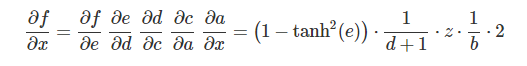 ∂f/∂x = ∂f/∂e ∂e/∂d ∂d/∂c ∂c/∂a ∂a/∂x = (1 − tanh²(e)) · 1/(d+1) · z · 1/b · 2